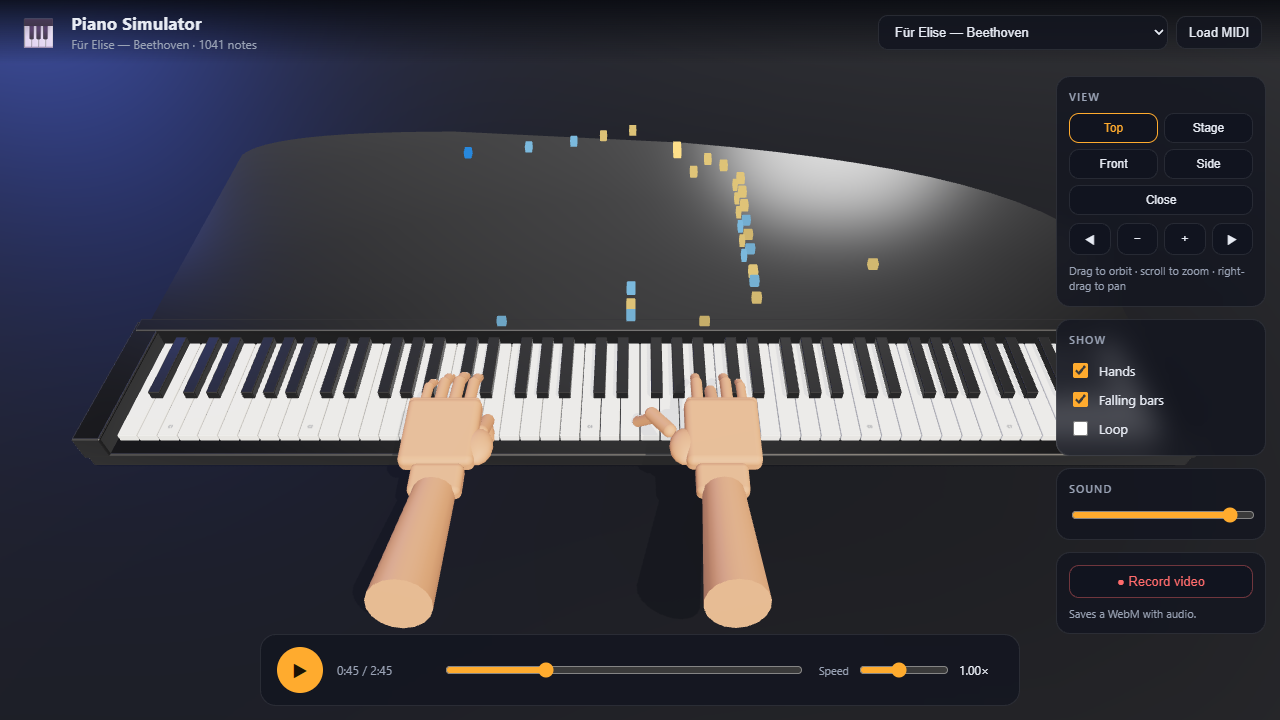 Piano Simulator
Für Elise — Beethoven · 1041 notes
Für Elise — Beethoven
Load MIDI
VIEW
Top
Stage
Front
Side
Close
◀ − + ▶
Drag to orbit · scroll to zoom · right-
drag to pan
SHOW
Hands
Falling bars
Loop
SOUND
● Record video
Saves a WebM with audio.
0:45 / 2:45
Speed
1.00×